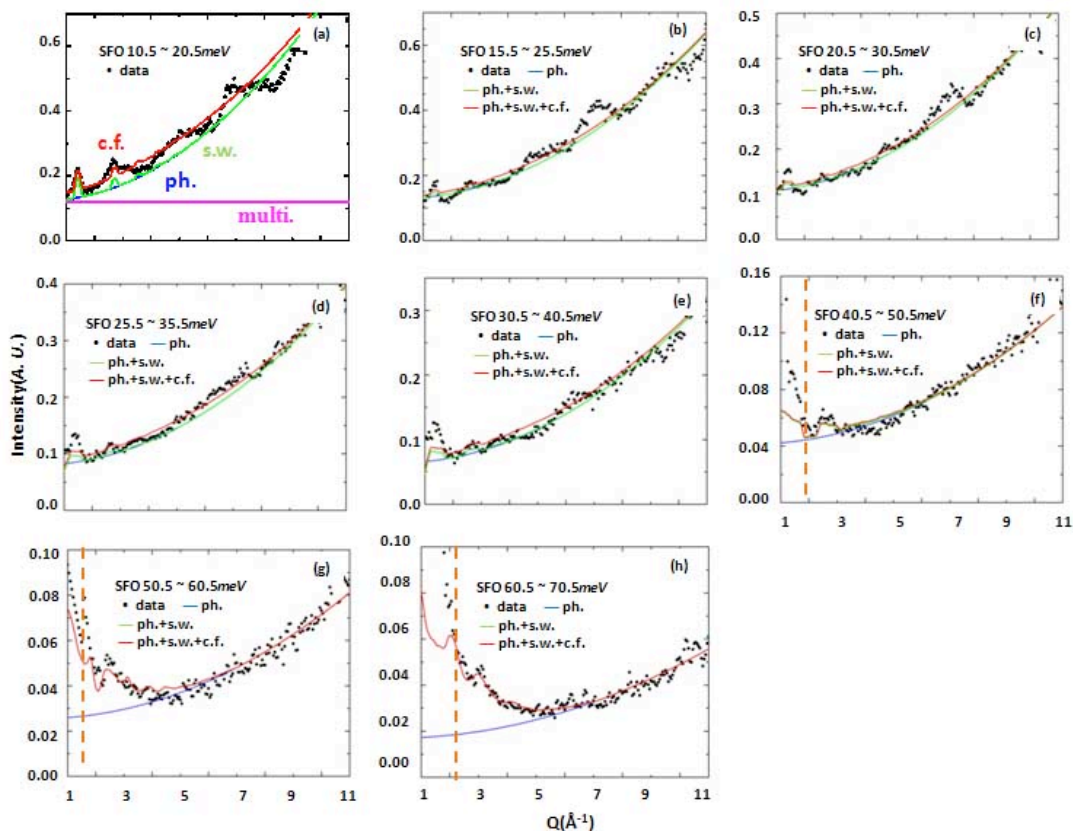 (a)
SFO 10.5 ~ 20.5meV
data
c.f.
s.w.
ph.
multi.
0.6
0.4
0.2
0.0
(b)
SFO 15.5 ~ 25.5meV
data ph.
ph.+s.w.
ph.+s.w.+c.f.
0.6
0.5
0.4
0.3
0.2
0.1
0.0
(c)
SFO 20.5 ~ 30.5meV
data ph.
ph.+s.w.
ph.+s.w.+c.f.
0.5
0.4
0.3
0.2
0.1
0.0
Intensity(A. U.)
(d)
SFO 25.5 ~ 35.5meV
data ph.
ph.+s.w.
ph.+s.w.+c.f.
0.4
0.3
0.2
0.1
0.0
(e)
SFO 30.5 ~ 40.5meV
data ph.
ph.+s.w.
ph.+s.w.+c.f.
0.3
0.2
0.1
0.0
(f)
SFO 40.5 ~ 50.5meV
data ph.
ph.+s.w.
ph.+s.w.+c.f.
0.16
0.12
0.08
0.04
0.00
1 3 5 7 9 11
(g)
SFO 50.5 ~ 60.5meV
data ph.
ph.+s.w.
ph.+s.w.+c.f.
0.10
0.08
0.06
0.04
0.02
0.00
1 3 5 7 9 11
(h)
SFO 60.5 ~ 70.5meV
data ph.
ph.+s.w.
ph.+s.w.+c.f.
0.10
0.08
0.06
0.04
0.02
0.00
1 3 5 7 9 11
Q(Å⁻¹)